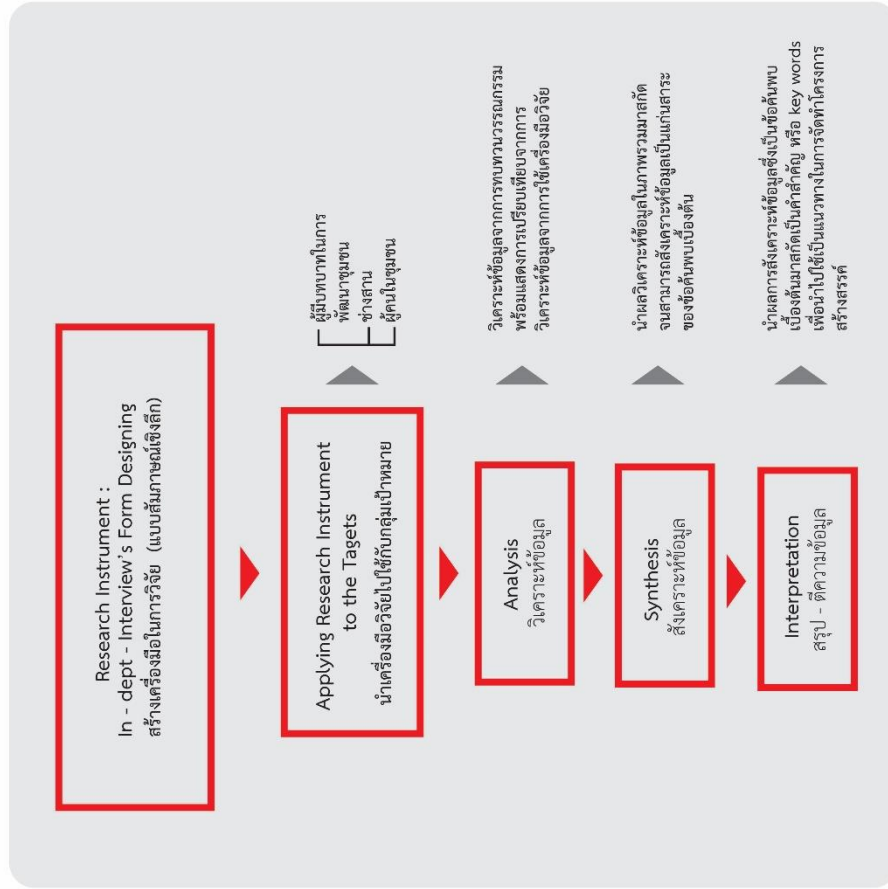 Research Instrument :
In - dept - Interview's Form Designing
สร้างเครื่องมือในการวิจัย (แบบสัมภาษณ์เชิงลึก)
Applying Research Instrument
to the Tagets
นำเครื่องมือวิจัยไปใช้กับกลุ่มเป้าหมาย
ผู้มีบทบาทในการ
พัฒนาชุมชน
ช่างสาน
ผู้คนในชุมชน
Analysis
วิเคราะห์ข้อมูล
วิเคราะห์ข้อมูลจากการทบทวนวรรณกรรม
พร้อมแสดงการเปรียบเทียบจากการ
วิเคราะห์ข้อมูลจากการใช้เครื่องมือวิจัย
Synthesis
สังเคราะห์ข้อมูล
นำผลวิเคราะห์ข้อมูลในภาพรวมมาสกัด
จนสามารถสังเคราะห์ข้อมูลเป็นแก่นสาระ
ของข้อค้นพบเบื้องต้น
Interpretation
สรุป - ตีความข้อมูล
นำผลการสังเคราะห์ข้อมูลซึ่งเป็นข้อค้นพบ
เบื้องต้นมาสกัดเป็นคำสำคัญ หรือ key words
เพื่อนำไปใช้เป็นแนวทางในการจัดทำโครงการ
สร้างสรรค์